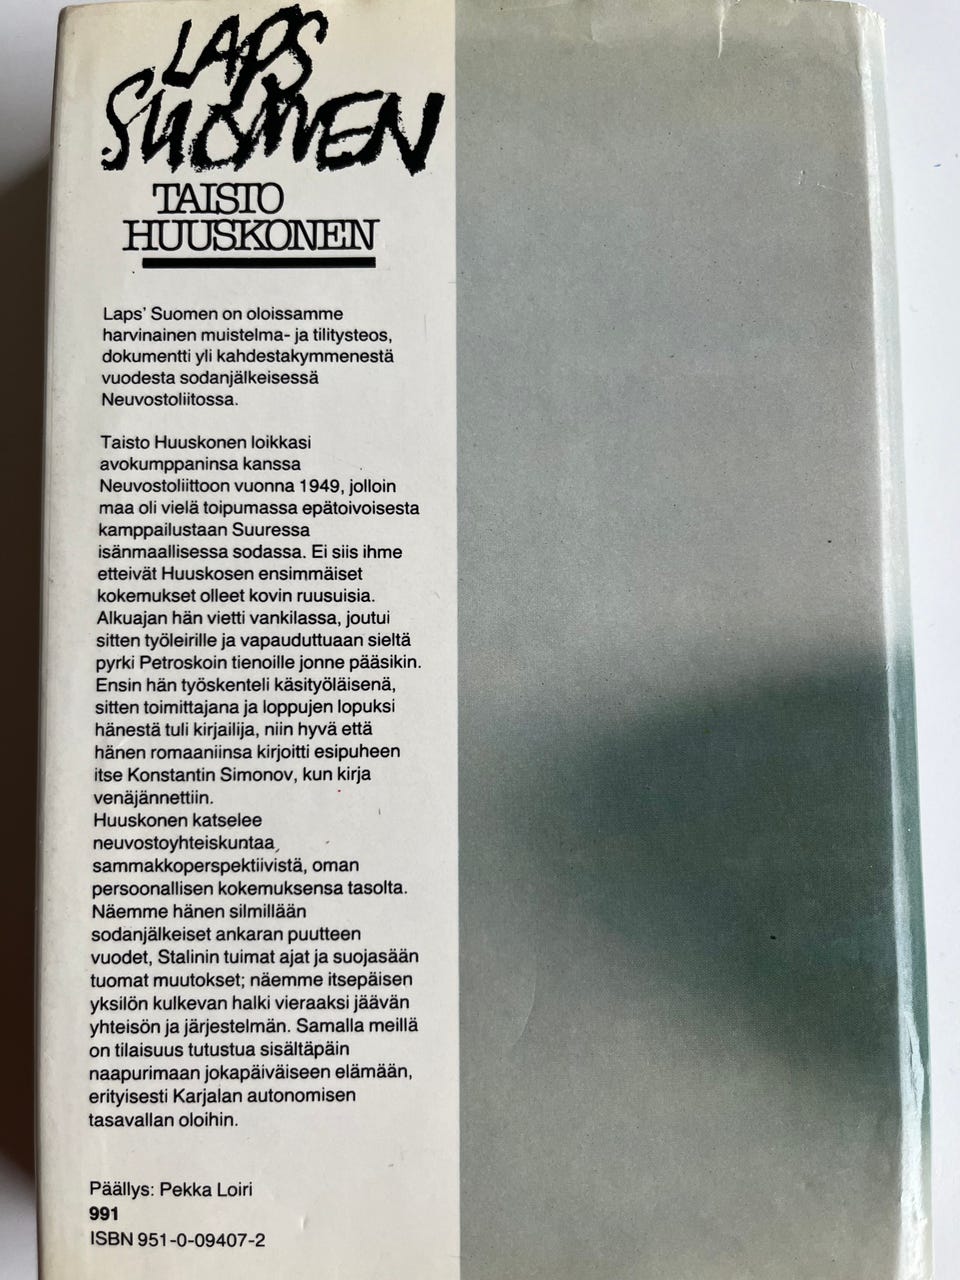 LAPS
SUOMEN
TAISTO
HUUSKONEN
Laps' Suomen on oloissamme
harvinainen muistelma- ja tilitysteos,
dokumentti yli kahdestakymmenestä
vuodesta sodanjälkeisessä
Neuvostoliitossa.
Taisto Huuskonen loikkasi
avokumppaninsa kanssa
Neuvostoliittoon vuonna 1949, jolloin
maa oli vielä toipumassa epätoivoisesta
kamppailustaan Suuressa
isänmaallisessa sodassa. Ei siis ihme
etteivät Huuskosen ensimmäiset
kokemukset olleet kovin ruusuisia.
Alkuajan hän vietti vankilassa, joutui
sitten työleirille ja vapauduttuaan sieltä
pyrki Petroskoin tienoille jonne pääsikin.
Ensin hän työskenteli käsityöläisenä,
sitten toimittajana ja loppujen lopuksi
hänestä tuli kirjailija, niin hyvä että
hänen romaaniinsa kirjoitti esipuheen
itse Konstantin Simonov, kun kirja
venäjännettiin.
Huuskonen katselee
neuvostoyhteiskuntaa
sammakkoperspektiivistä, oman
persoonallisen kokemuksensa tasolta.
Näemme hänen silmillään
sodanjälkeiset ankaran puutteen
vuodet, Stalinin tuimat ajat ja suojasään
tuomat muutokset; näemme itsepäisen
yksilön kulkevan halki vieraaksi jäävän
yhteisön ja järjestelmän. Samalla meillä
on tilaisuus tutustua sisältäpäin
naapurimaan jokapäiväiseen elämään,
erityisesti Karjalan autonomisen
tasavallan oloihin.
Päällys: Pekka Loiri
991
ISBN 951-0-09407-2